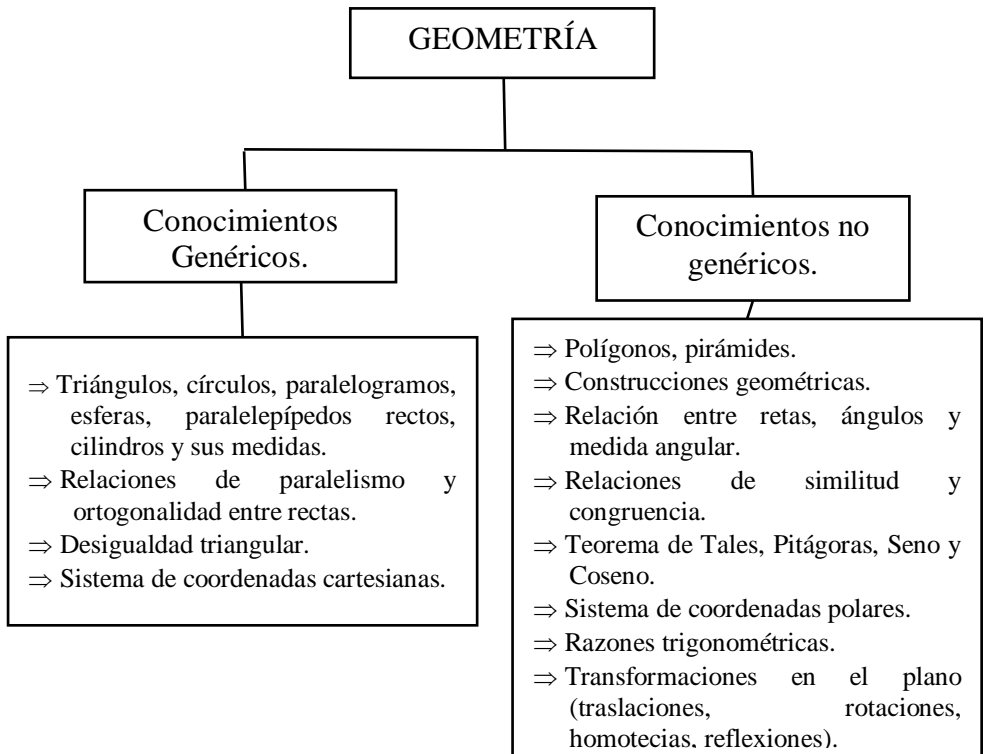 GEOMETRÍA
Conocimientos
Genéricos.
Conocimientos no
genéricos.
⇒ Triángulos, círculos, paralelogramos,
esferas, paralelepípedos rectos,
cilindros y sus medidas.
⇒ Relaciones de paralelismo y
ortogonalidad entre rectas.
⇒ Desigualdad triangular.
⇒ Sistema de coordenadas cartesianas.
⇒ Polígonos, pirámides.
⇒ Construcciones geométricas.
⇒ Relación entre retas, ángulos y
medida angular.
⇒ Relaciones de similitud y
congruencia.
⇒ Teorema de Tales, Pitágoras, Seno y
Coseno.
⇒ Sistema de coordenadas polares.
⇒ Razones trigonométricas.
⇒ Transformaciones en el plano
(traslaciones, rotaciones,
homotecias, reflexiones).